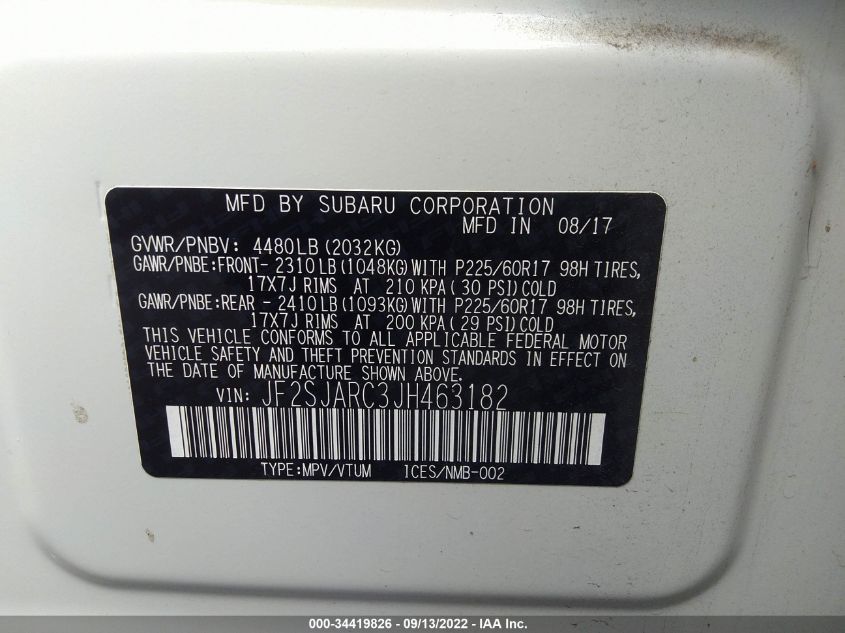 MFD BY SUBARU CORPORATION
MFD IN 08/17
GVWR/PNBV: 4480LB(2032KG)
GAWR/PNBE:FRONT- 2310LB(1048KG)WITH P225/60R17 98H TIRES,
17X7J RIMS AT 210 KPA(30 PSI)COLD
GAWR/PNBE:REAR - 2410LB(1093KG)WITH P225/60R17 98H TIRES,
17X7J RIMS AT 200 KPA(29 PSI)COLD
THIS VEHICLE CONFORMS TO ALL APPLICABLE FEDERAL MOTOR
VEHICLE SAFETY AND THEFT PREVENTION STANDARDS IN EFFECT ON
THE DATE OF MANUFACTURE SHOWN ABOVE.
VIN: JF2SJARC3JH463182
TYPE:MPV/VTUM ICES/NMB-002
000-34419826 - 09/13/2022 - IAA, Inc.